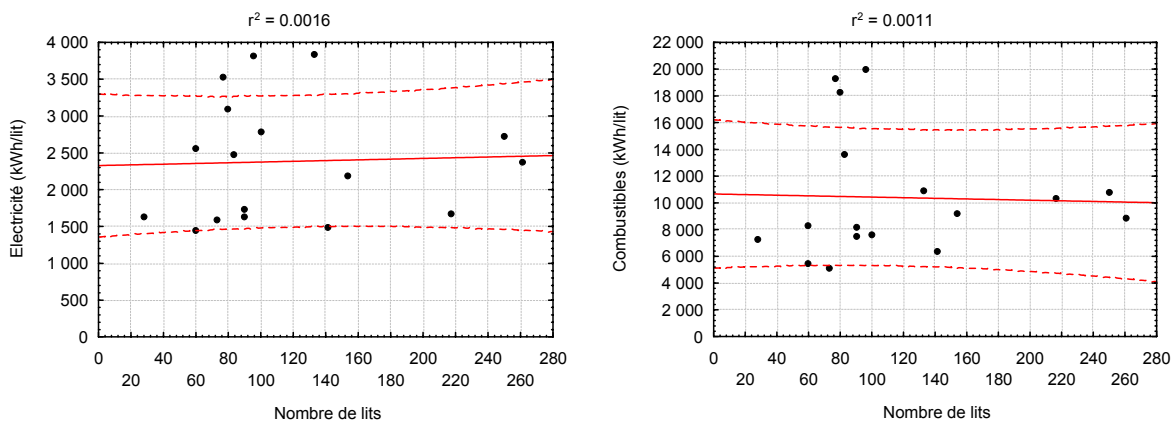 r² = 0.0016
Electricité (kWh/lit)
4 000
3 500
3 000
2 500
2 000
1 500
1 000
500
0
0 40 80 120 160 200 240 280
20 60 100 140 180 220 260
Nombre de lits
r² = 0.0011
Combustibles (kWh/lit)
22 000
20 000
18 000
16 000
14 000
12 000
10 000
8 000
6 000
4 000
2 000
0
0 40 80 120 160 200 240 280
20 60 100 140 180 220 260
Nombre de lits